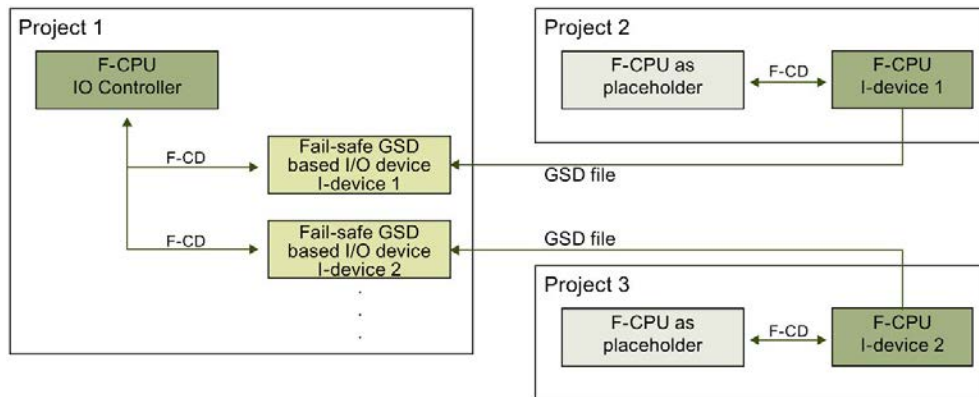 Project 1
F-CPU
IO Controller
F-CD
Fail-safe GSD
based I/O device
I-device 1
F-CD
Fail-safe GSD
based I/O device
I-device 2
.
.
.
Project 2
F-CPU as
placeholder
F-CD
F-CPU
I-device 1
GSD file
GSD file
Project 3
F-CPU as
placeholder
F-CD
F-CPU
I-device 2